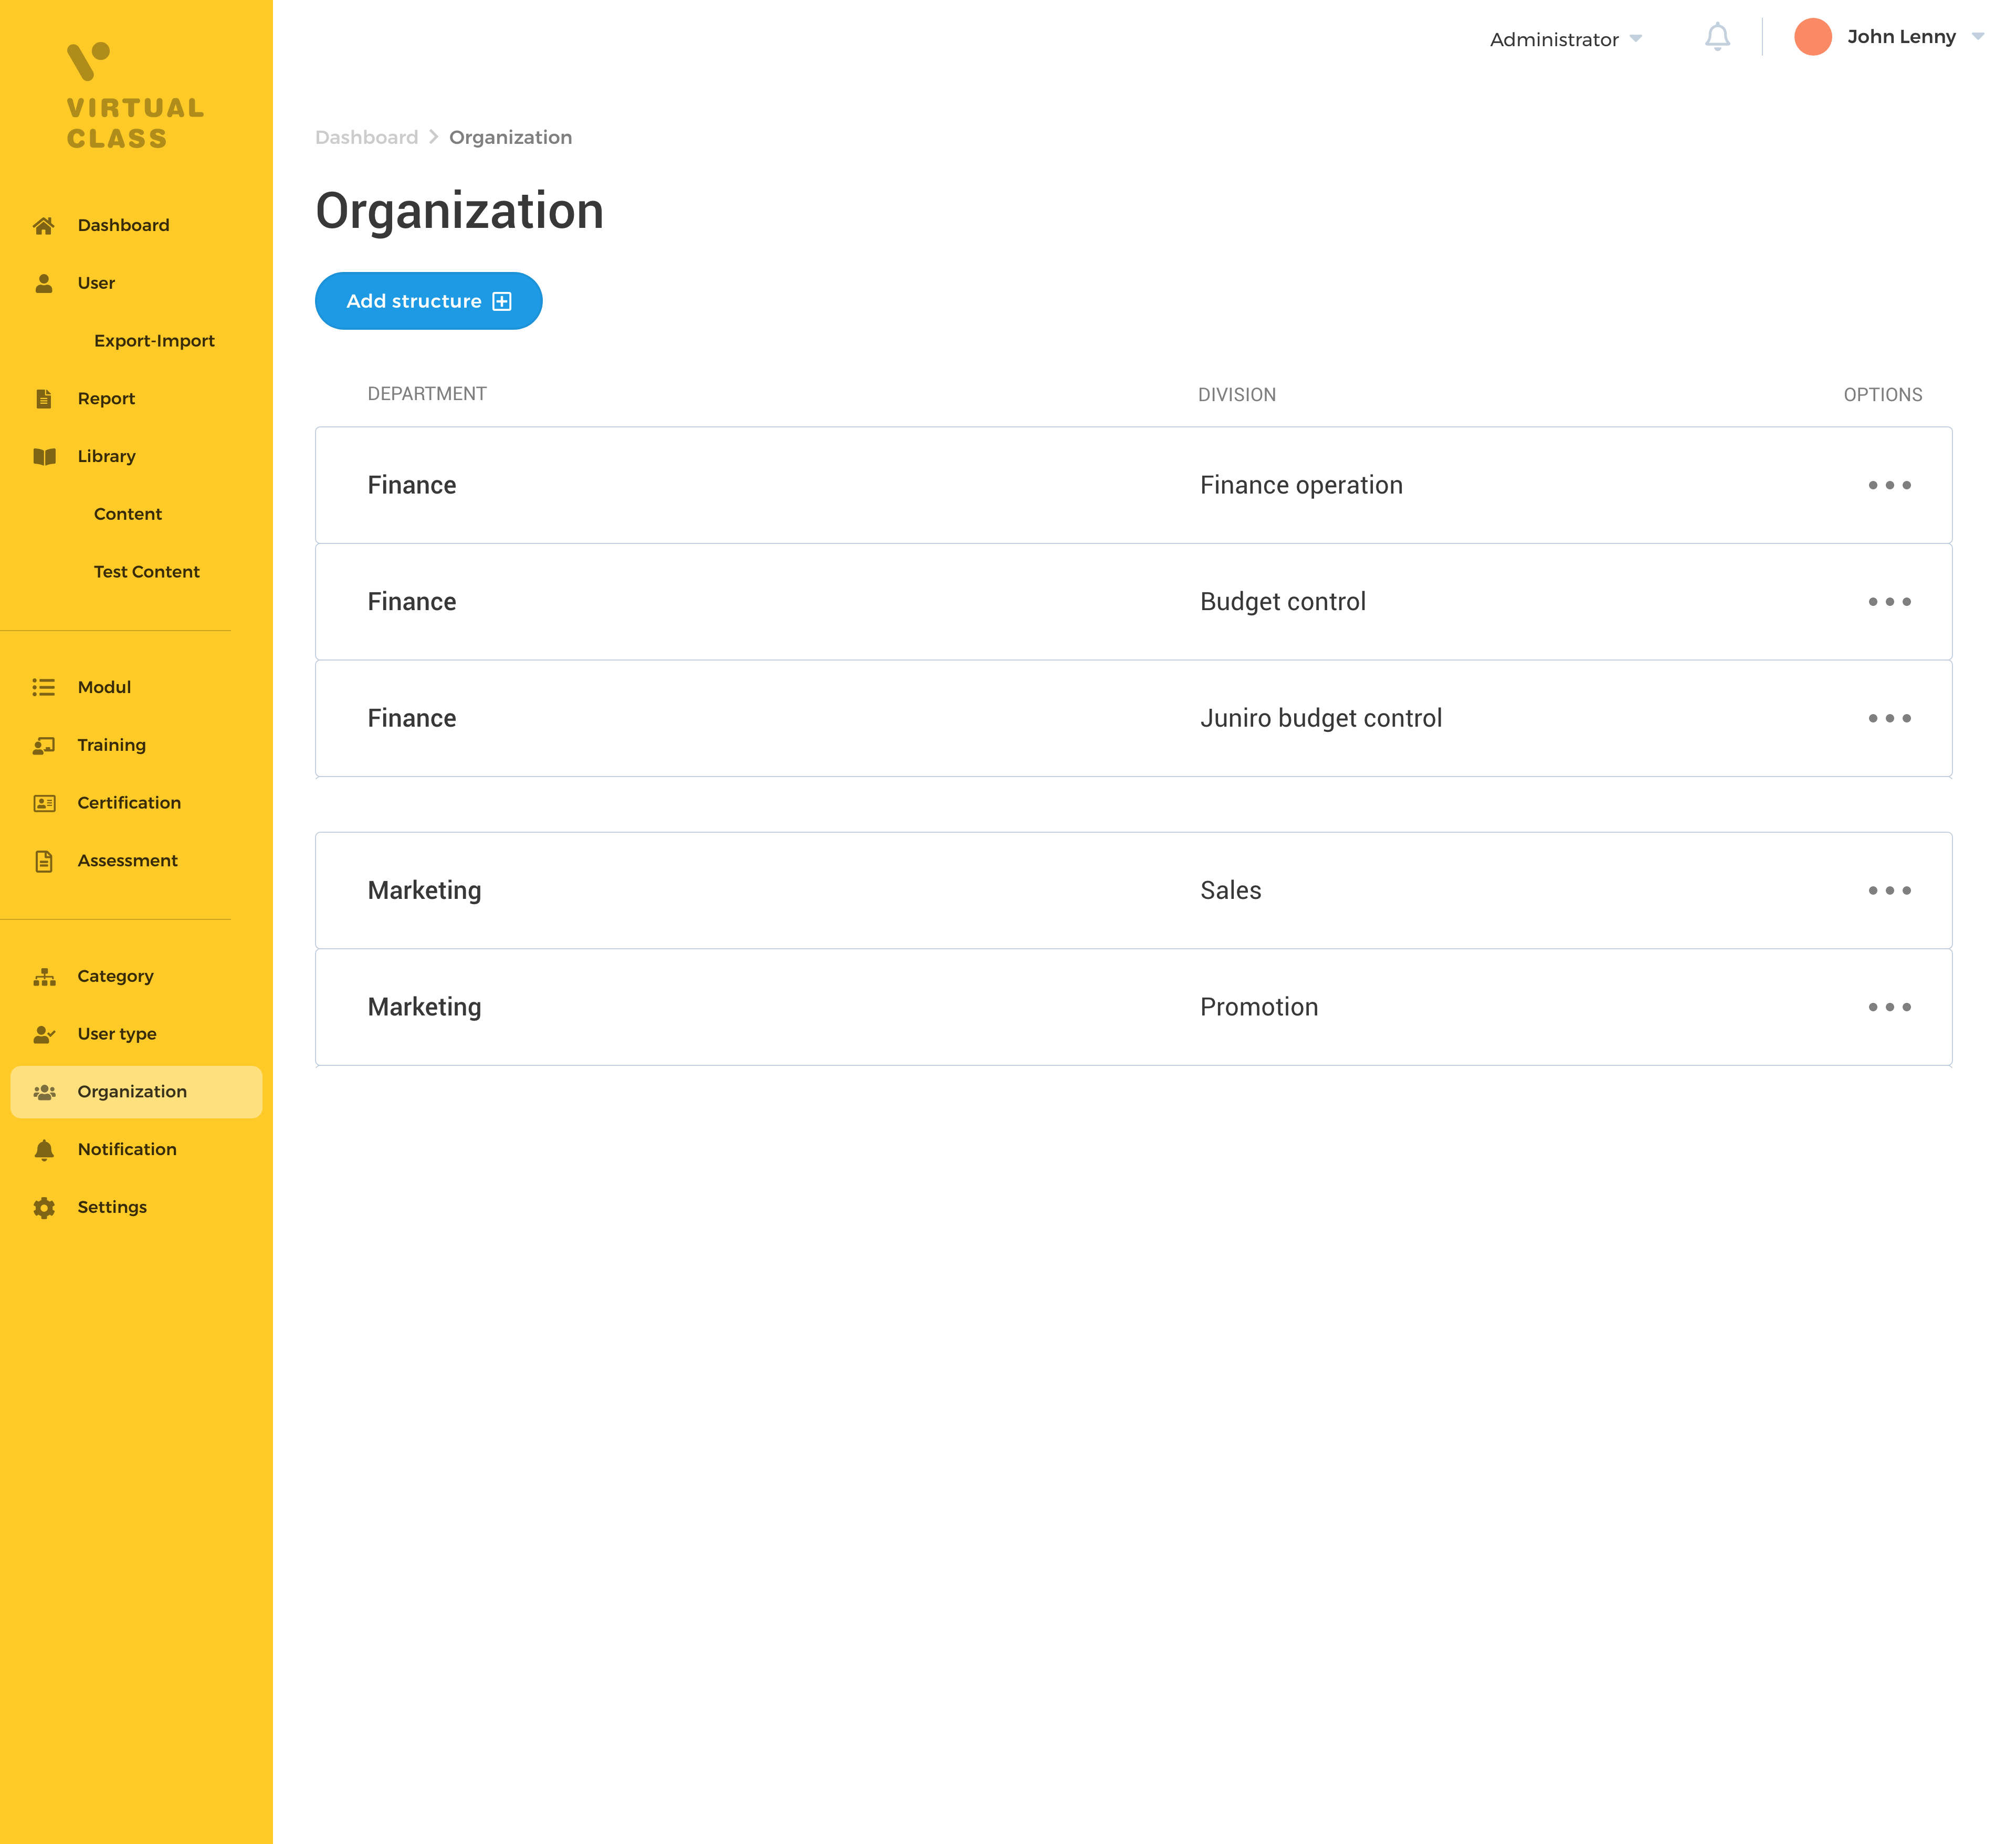 VIRTUAL
CLASS
Dashboard
User
Export-Import
Report
Library
Content
Test Content
Modul
Training
Certification
Assessment
Category
User type
Organization
Notification
Settings
Administrator
John Lenny
Dashboard Organization
Organization
Add structure
DEPARTMENT DIVISION OPTIONS
Finance Finance operation
Finance Budget control
Finance Juniro budget control
Marketing Sales
Marketing Promotion